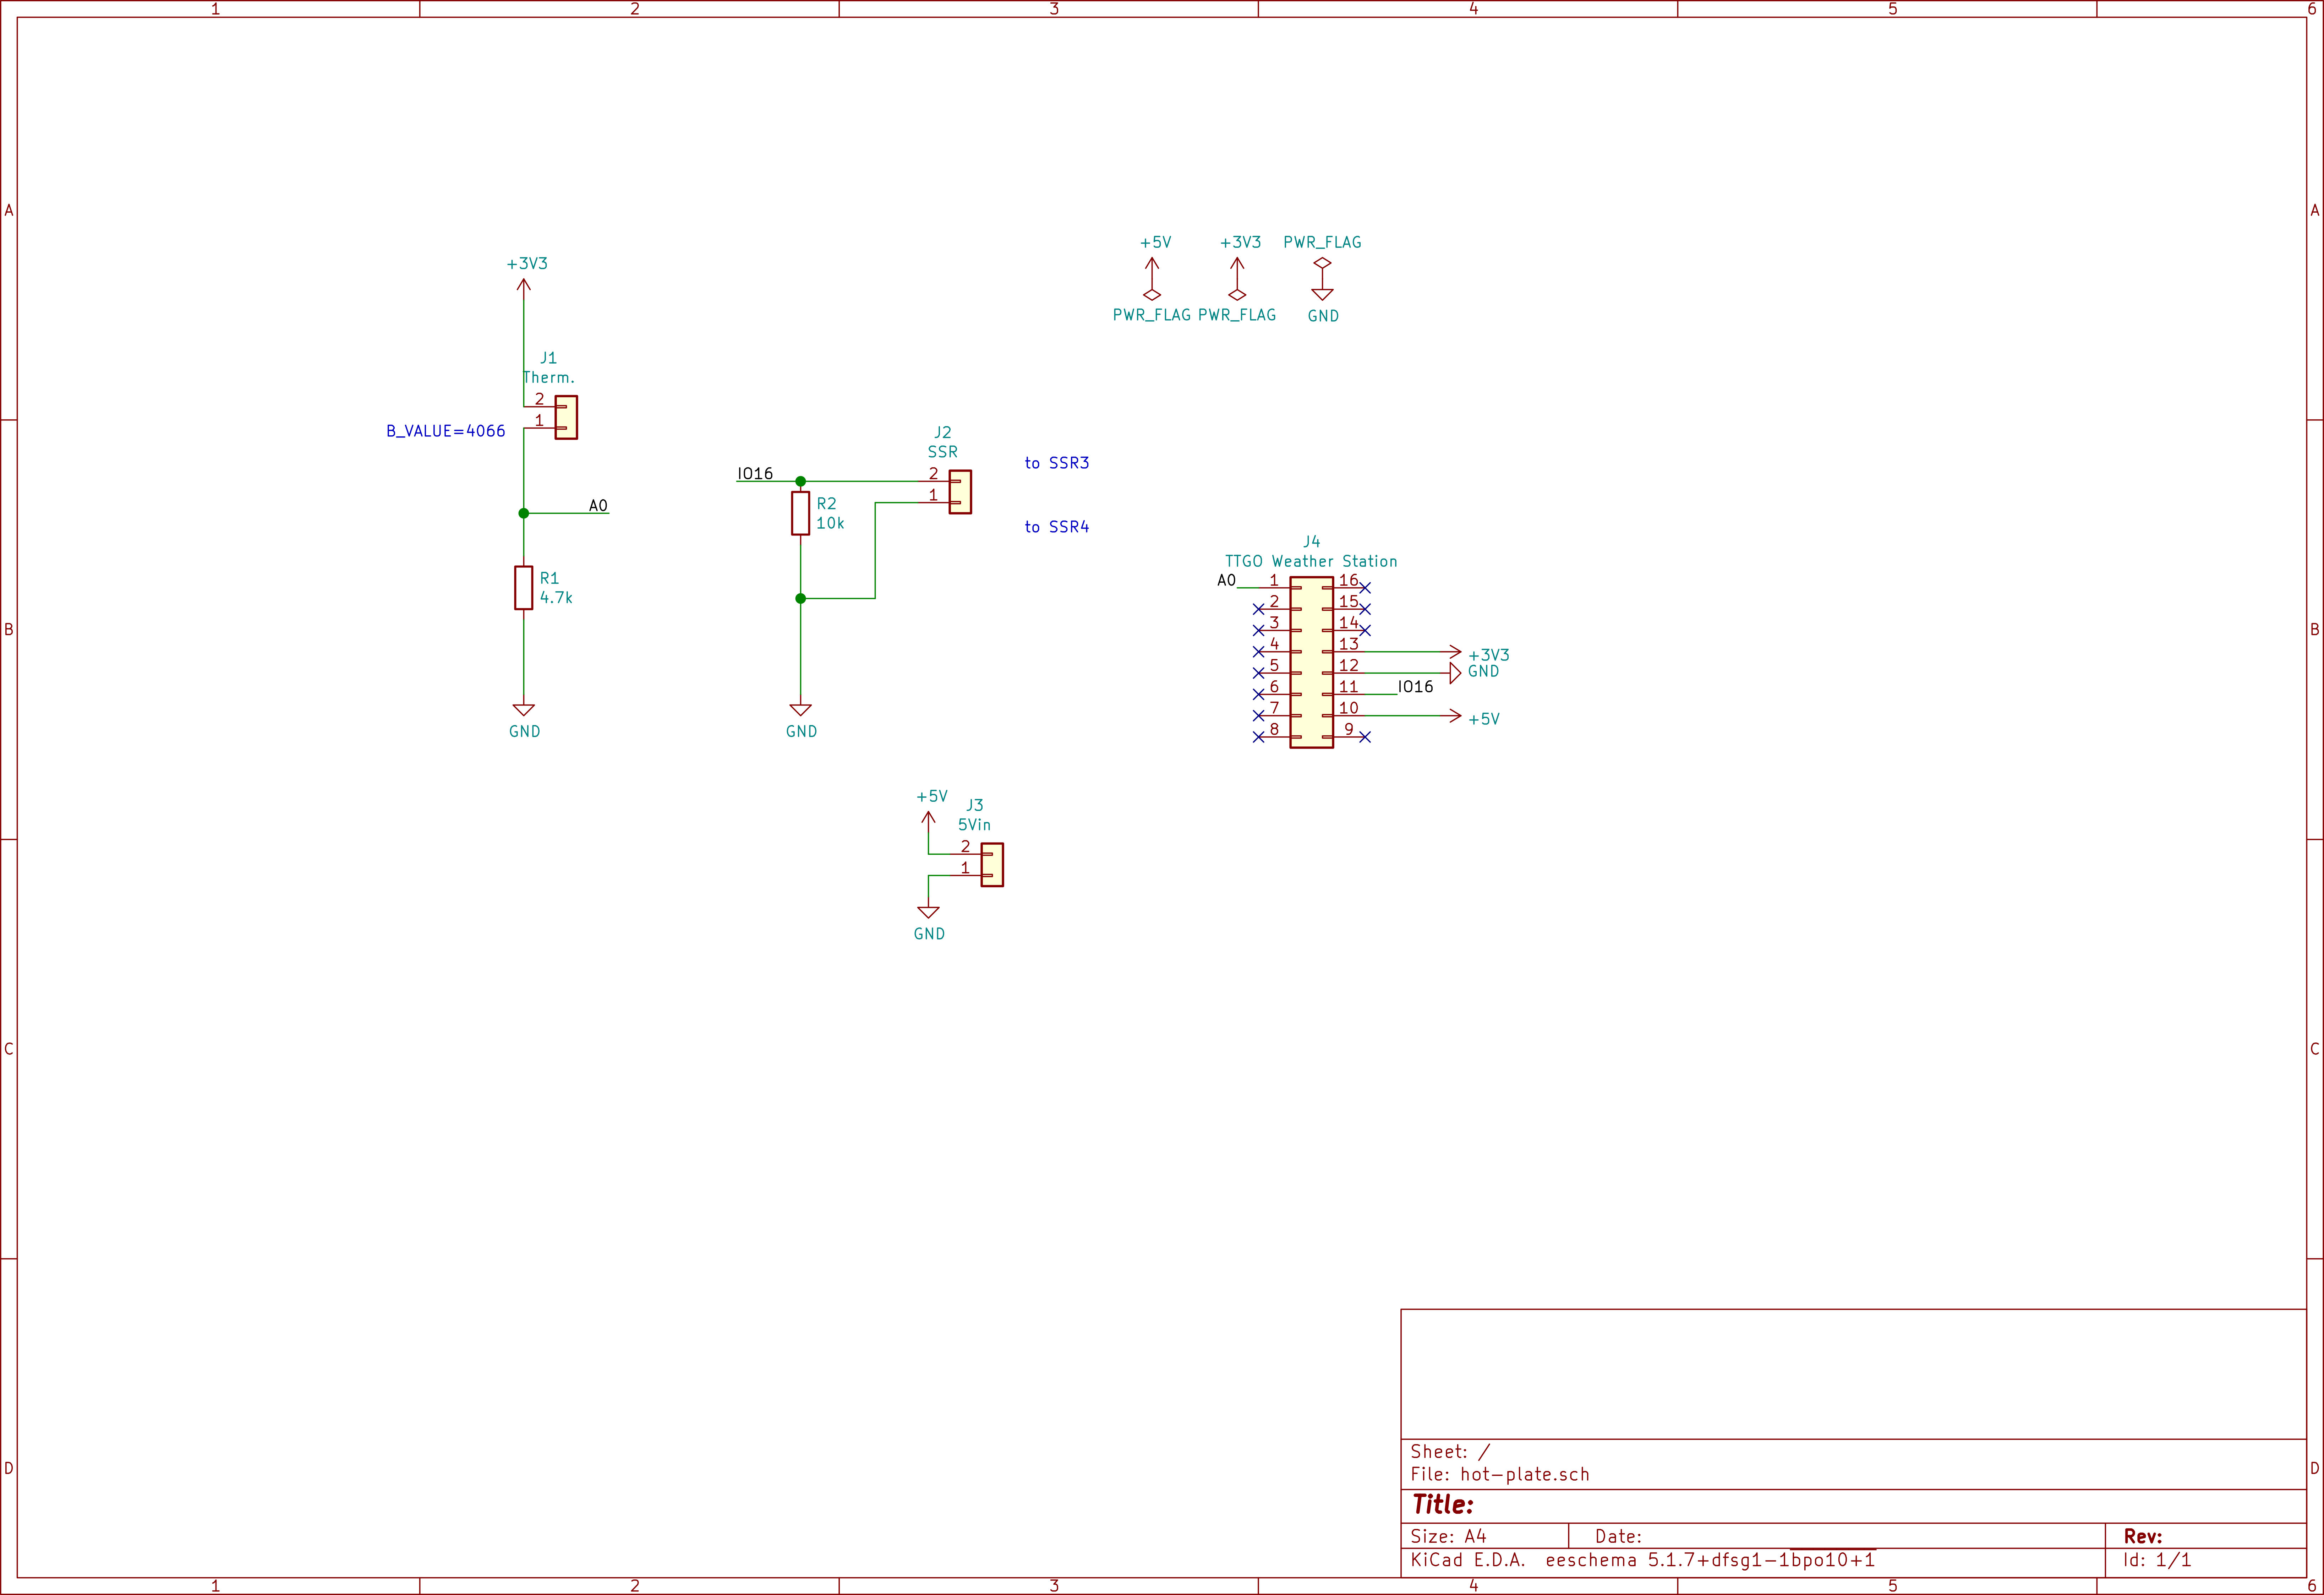 1 2 3 4 5 6
A A
+5V +3V3 PWR_FLAG
+3V3
PWR_FLAG PWR_FLAG GND
J1
Therm.
2
1
B_VALUE=4066
J2
SSR
to SSR3
IO16
2
1
R2
10k
A0
to SSR4
J4
TTGO Weather Station
R1
4.7k
A0 1 16
2 15
3 14
4 13 +3V3
5 12 GND
6 11 IO16
7 10 +5V
8 9
B B
GND GND
+5V
J3
5Vin
2
1
GND
C C
D D
Sheet: /
File: hot-plate.sch
Title:
Size: A4 Date: Rev:
KiCad E.D.A. eeschema 5.1.7+dfsg1-1bpo10+1 Id: 1/1
1 2 3 4 5 6